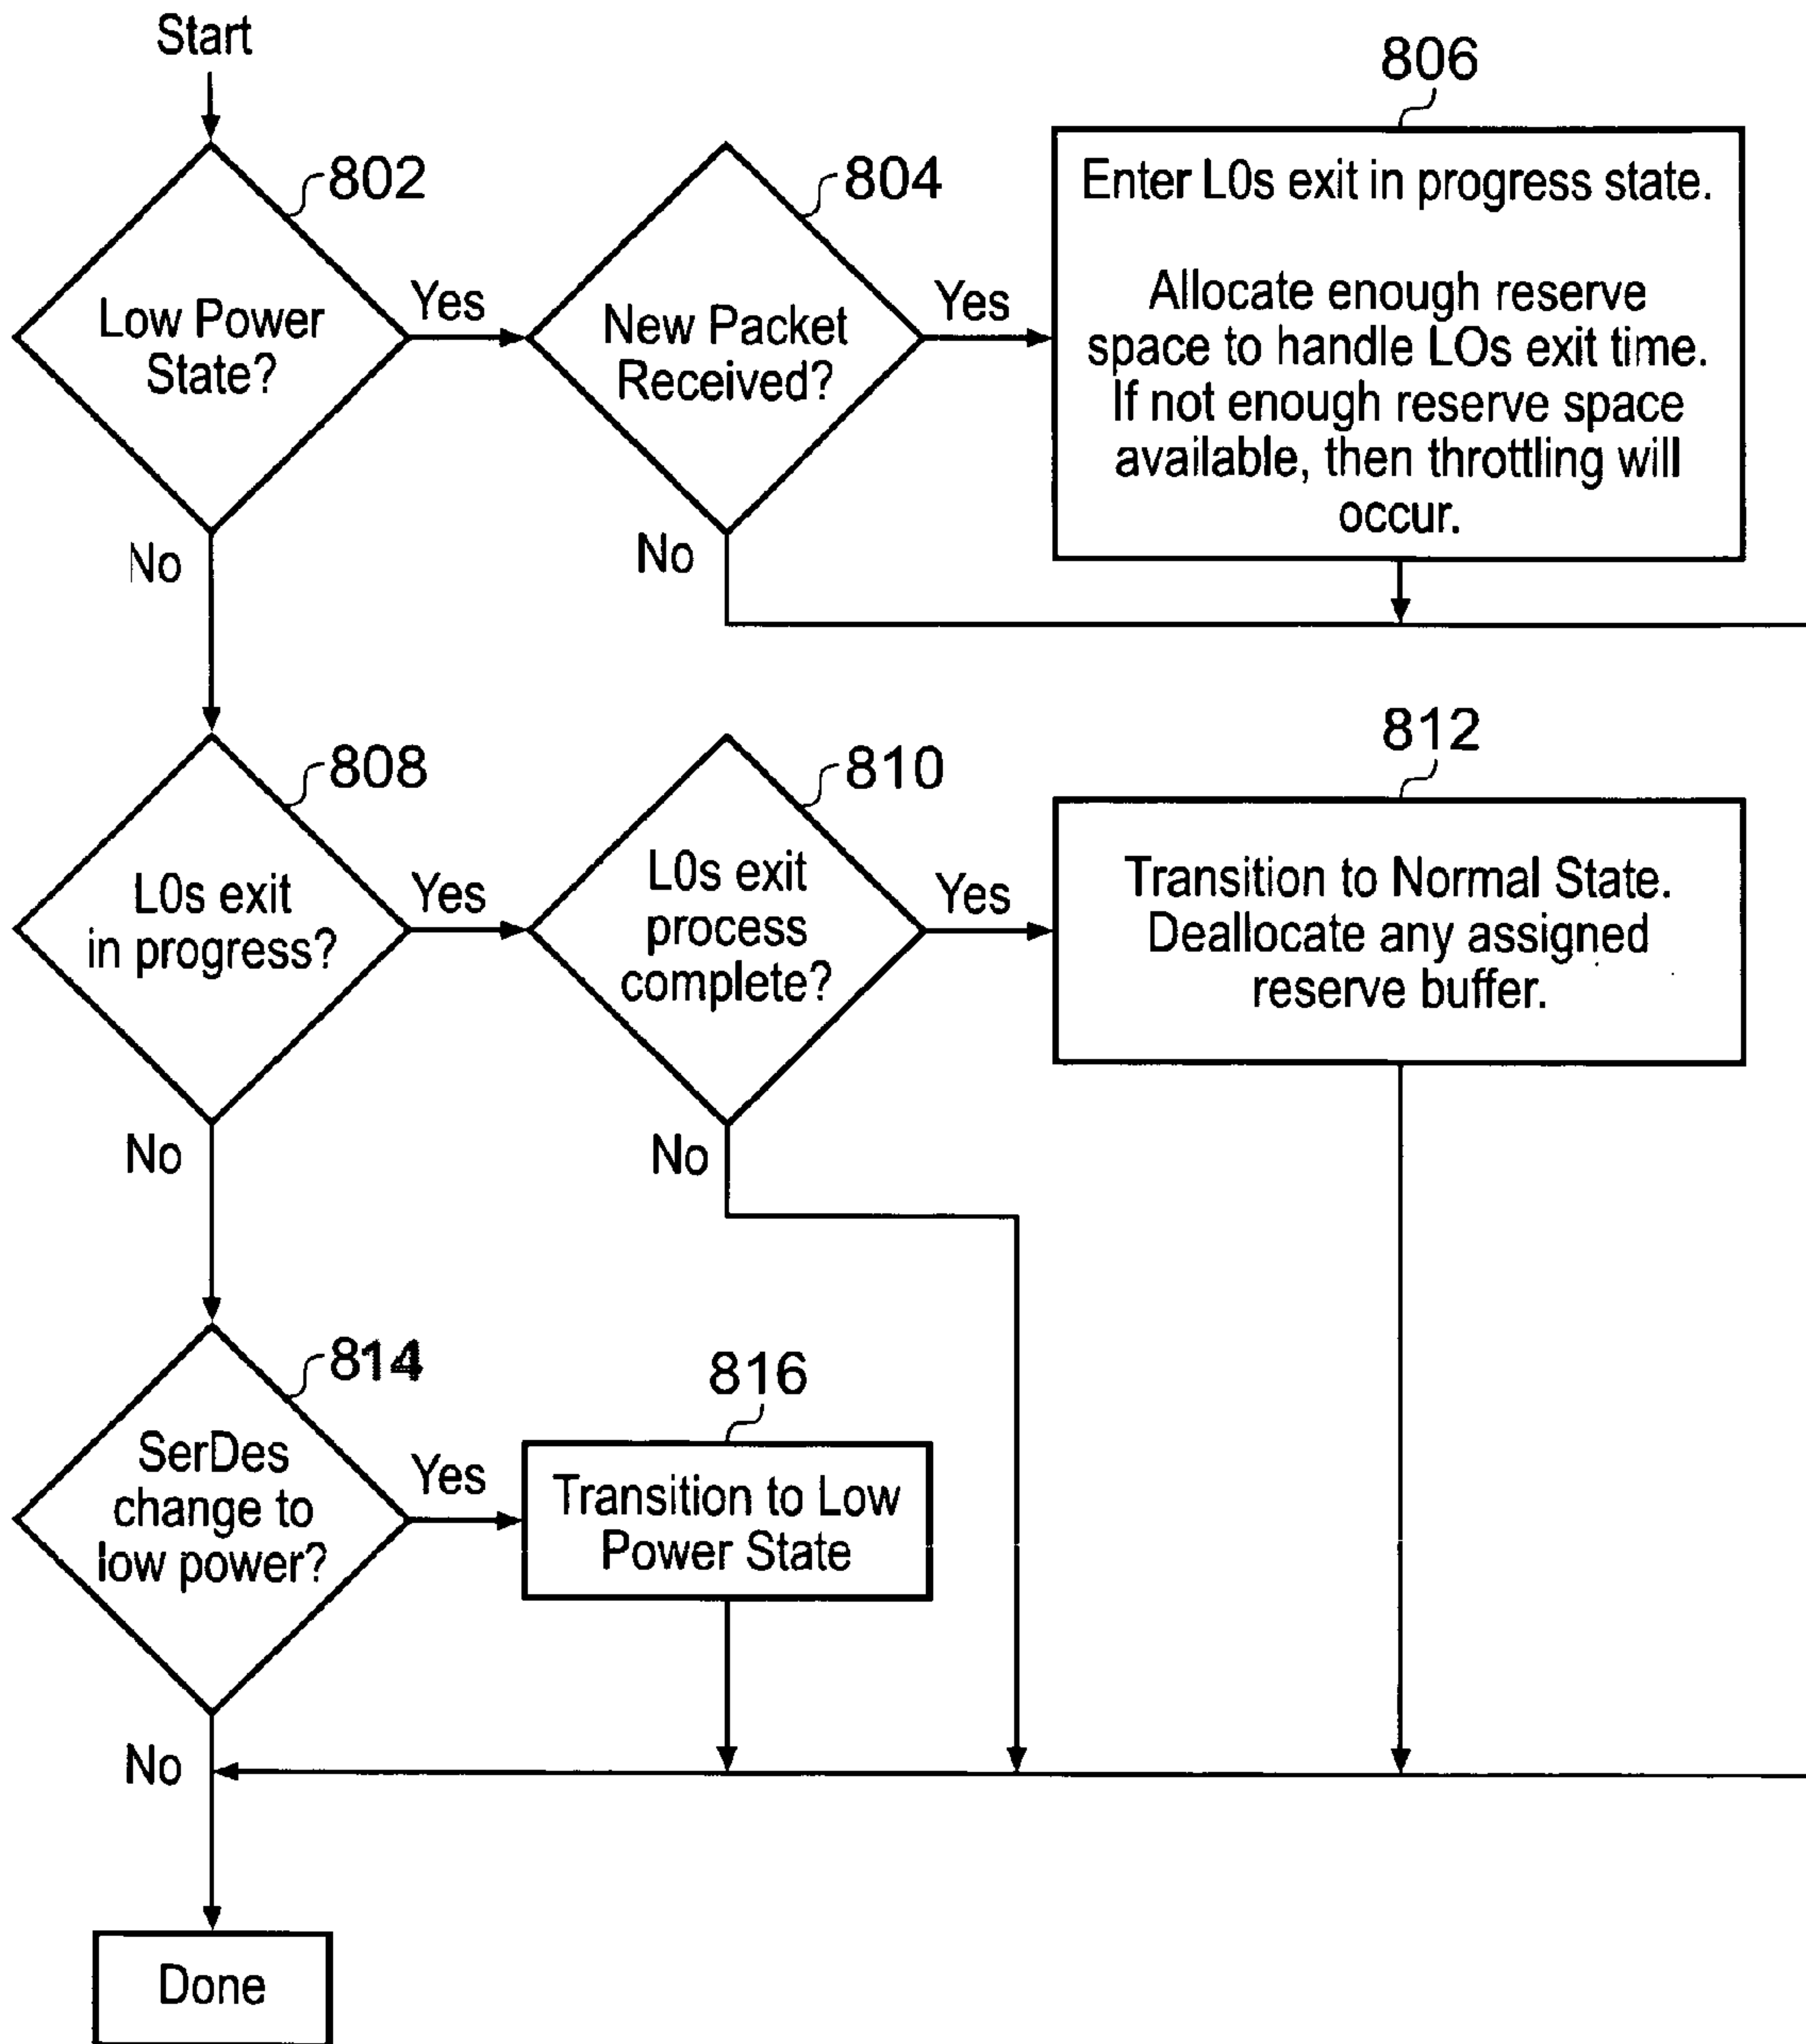 Start
802
Low Power
State?
Yes
No
804
New Packet
Received?
Yes
No
806
Enter L0s exit in progress state.
Allocate enough reserve
space to handle LOs exit time.
If not enough reserve space
available, then throttling will
occur.
808
L0s exit
in progress?
Yes
No
810
L0s exit
process
complete?
Yes
No
812
Transition to Normal State.
Deallocate any assigned
reserve buffer.
814
SerDes
change to
low power?
Yes
No
816
Transition to Low
Power State
Done